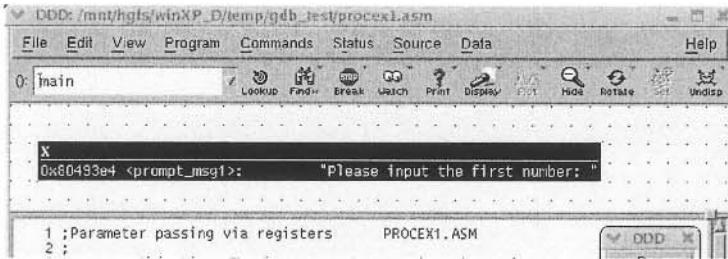 DDD: /mnt/hgfs/winXP_D/temp/gdb_test/procex1.asm
File Edit View Program Commands Status Source Data Help
0: main
Lookup Find» Break Watch Print Display Plot Hide Rotate Set Undisp
X
0x80493e4 <prompt_msg1>: "Please input the first number: "
1 ;Parameter passing via registers PROCEX1.ASM
2 ;
DDD